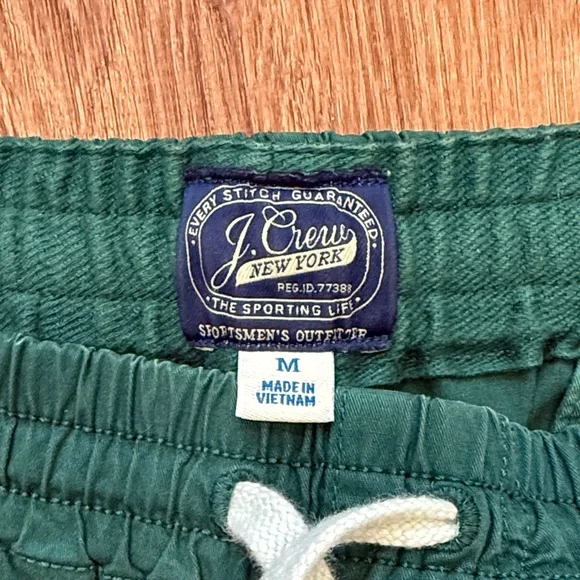 • EVERY STITCH GUARANTEED •
J. Crew
NEW YORK
REG.ID.77388
• THE SPORTING LIFE •
SPORTSMEN'S OUTFITTER
M
MADE IN
VIETNAM